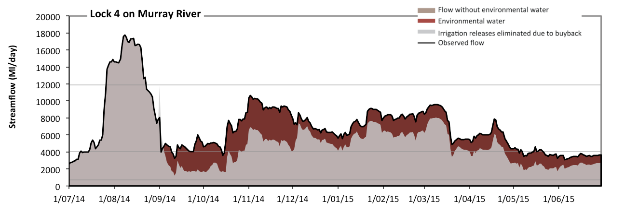 Lock 4 on Murray River
Flow without environmental water
Environmental water
Irrigation releases eliminated due to buyback
Observed flow
Streamflow (Ml/day)
20000
18000
16000
14000
12000
10000
8000
6000
4000
2000
0
1/07/14 1/08/14 1/09/14 1/10/14 1/11/14 1/12/14 1/01/15 1/02/15 1/03/15 1/04/15 1/05/15 1/06/15